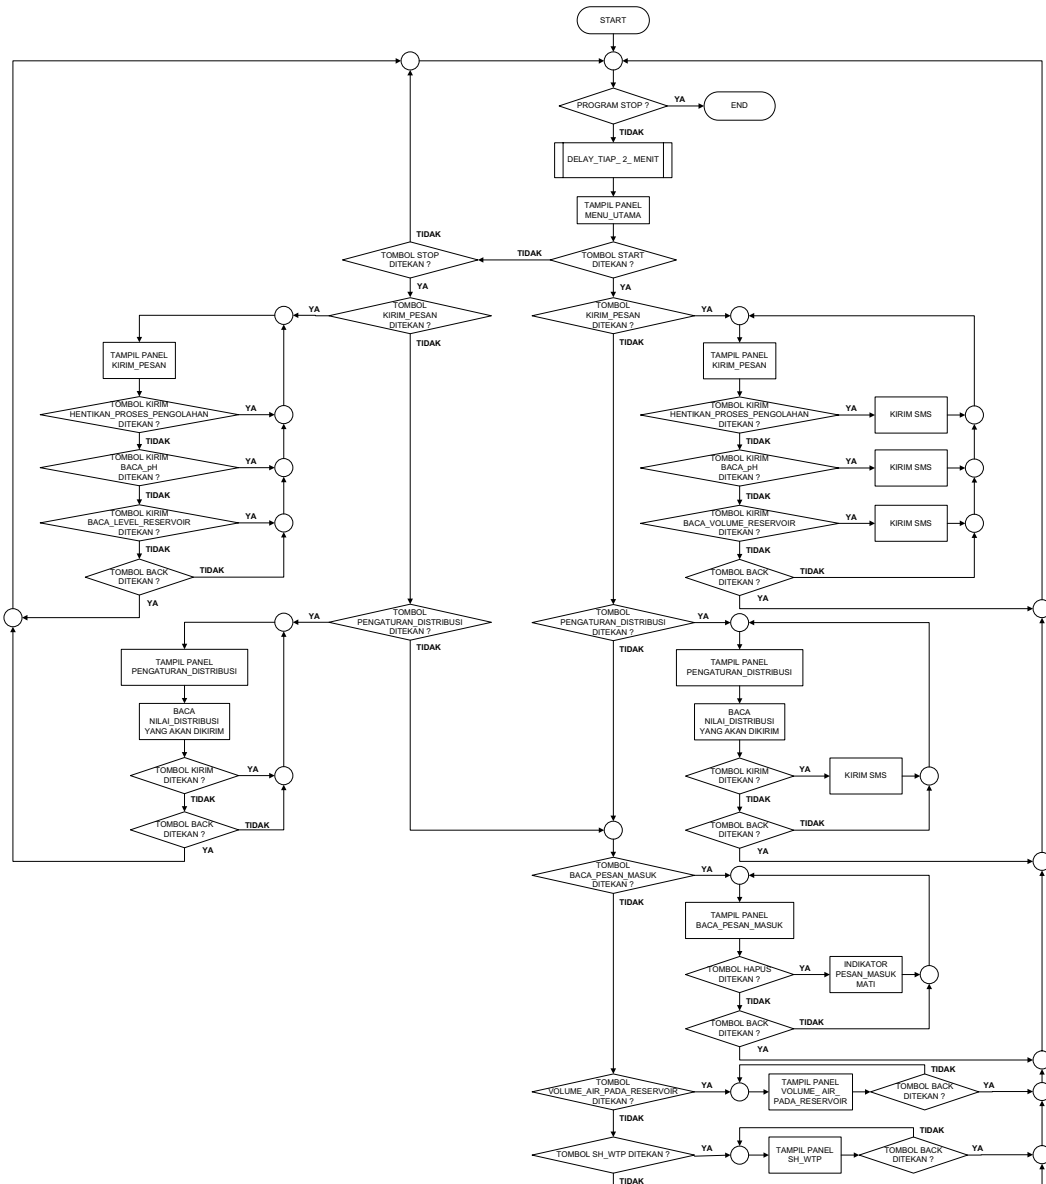 START
PROGRAM STOP ?
YA
END
TIDAK
DELAY_TIAP_ 2_ MENIT
TAMPIL PANEL
MENU_UTAMA
TIDAK
TOMBOL STOP
DITEKAN ?
TIDAK
TOMBOL START
DITEKAN ?
YA
YA
YA
TOMBOL
KIRIM_PESAN
DITEKAN ?
TIDAK
TOMBOL
KIRIM_PESAN
DITEKAN ?
YA
TIDAK
TAMPIL PANEL
KIRIM_PESAN
TAMPIL PANEL
KIRIM_PESAN
TOMBOL KIRIM
HENTIKAN_PROSES_PENGOLAHAN
DITEKAN ?
YA
TIDAK
TOMBOL KIRIM
HENTIKAN_PROSES_PENGOLAHAN
DITEKAN ?
YA
KIRIM SMS
TIDAK
TOMBOL KIRIM
BACA_pH
DITEKAN ?
YA
TIDAK
TOMBOL KIRIM
BACA_pH
DITEKAN ?
YA
KIRIM SMS
TIDAK
TOMBOL KIRIM
BACA_LEVEL_RESERVOIR
DITEKAN ?
YA
TIDAK
TOMBOL KIRIM
BACA_VOLUME_RESERVOIR
DITEKAN ?
YA
KIRIM SMS
TIDAK
TOMBOL BACK
DITEKAN ?
TIDAK
YA
TOMBOL BACK
DITEKAN ?
TIDAK
YA
YA
TOMBOL
PENGATURAN_DISTRIBUSI
DITEKAN ?
TIDAK
TOMBOL
PENGATURAN_DISTRIBUSI
DITEKAN ?
YA
TIDAK
TAMPIL PANEL
PENGATURAN_DISTRIBUSI
TAMPIL PANEL
PENGATURAN_DISTRIBUSI
BACA
NILAI_DISTRIBUSI
YANG AKAN DIKIRIM
BACA
NILAI_DISTRIBUSI
YANG AKAN DIKIRIM
TOMBOL KIRIM
DITEKAN ?
YA
TIDAK
TOMBOL KIRIM
DITEKAN ?
YA
KIRIM SMS
TIDAK
TOMBOL BACK
DITEKAN ?
TIDAK
YA
TOMBOL BACK
DITEKAN ?
TIDAK
YA
TOMBOL
BACA_PESAN_MASUK
DITEKAN ?
YA
TIDAK
TAMPIL PANEL
BACA_PESAN_MASUK
TOMBOL HAPUS
DITEKAN ?
YA
INDIKATOR
PESAN_MASUK
MATI
TIDAK
TOMBOL BACK
DITEKAN ?
TIDAK
YA
TOMBOL
VOLUME_AIR_PADA_RESERVOIR
DITEKAN ?
YA
TIDAK
TAMPIL PANEL
VOLUME_ AIR_
PADA_RESERVOIR
TIDAK
TOMBOL BACK
DITEKAN ?
YA
TOMBOL SH_WTP DITEKAN ?
YA
TIDAK
TAMPIL PANEL
SH_WTP
TIDAK
TOMBOL BACK
DITEKAN ?
YA